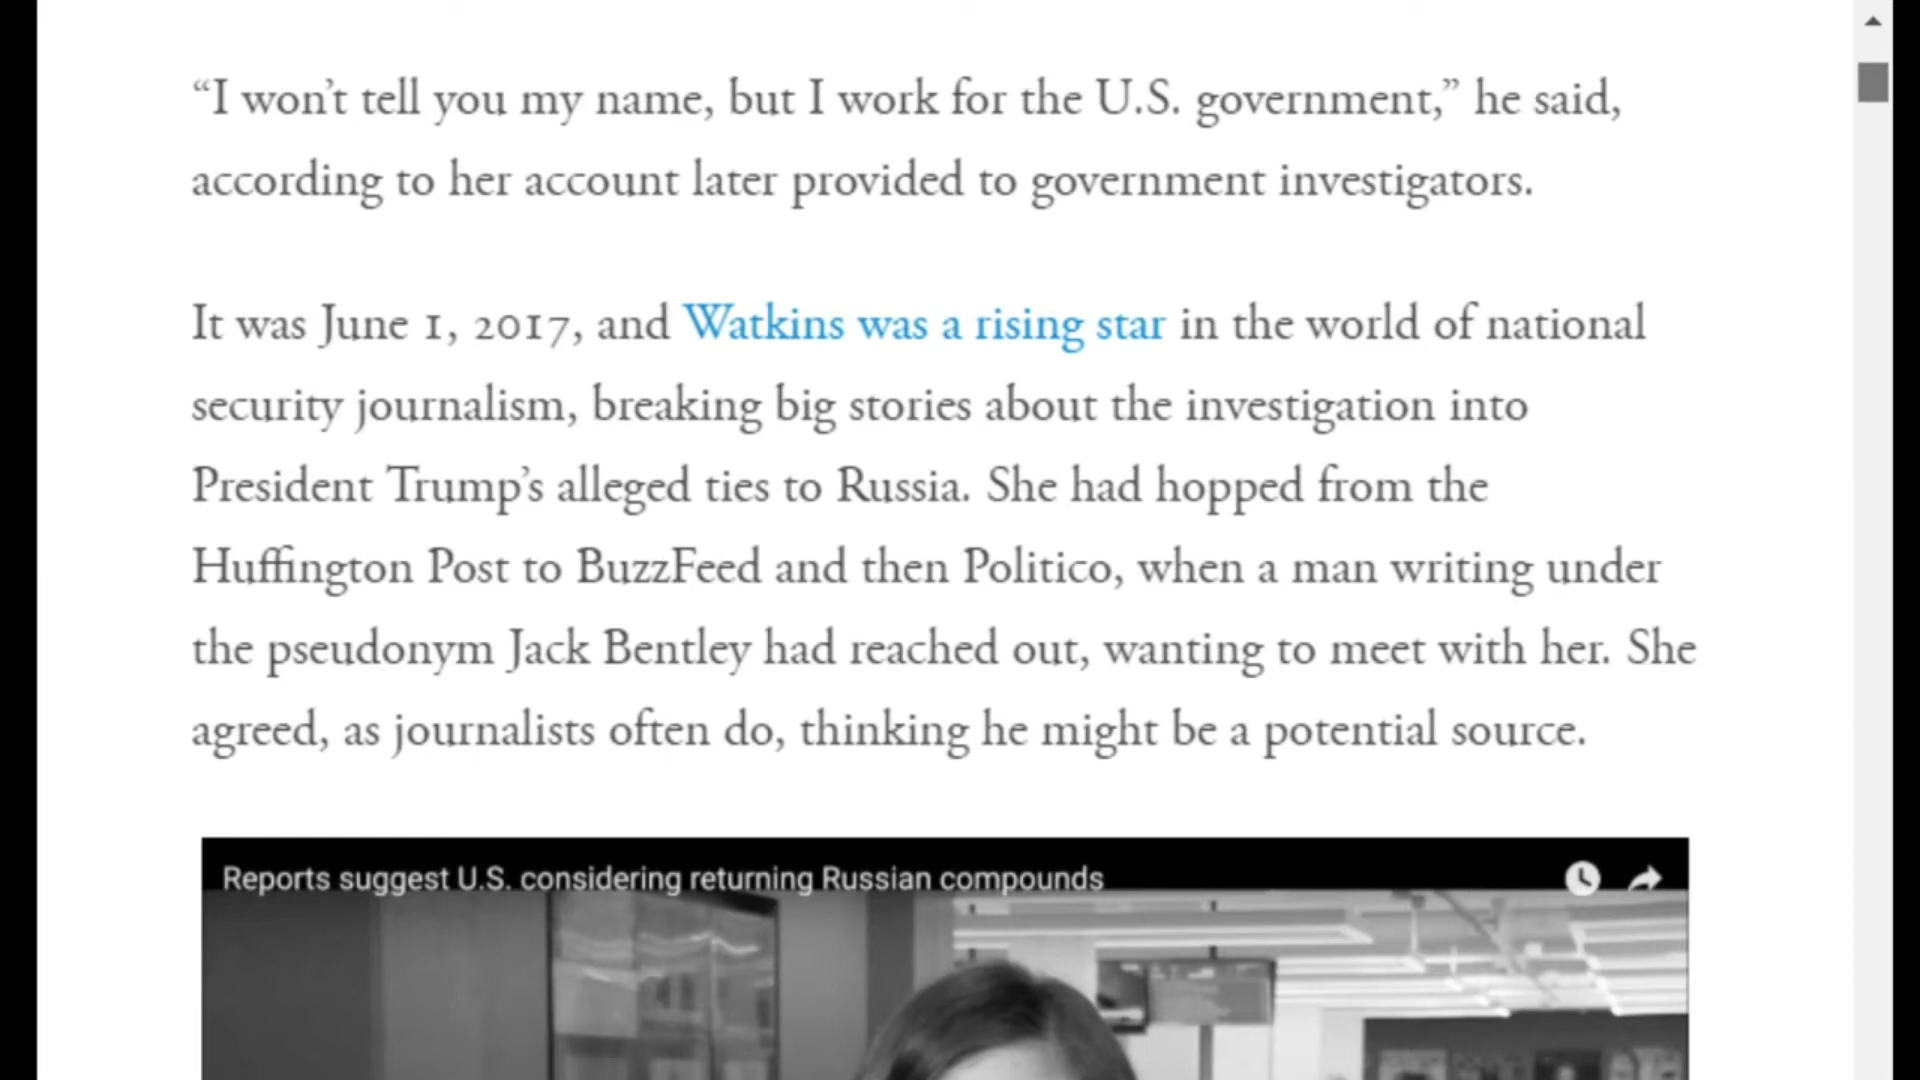 “I won’t tell you my name, but I work for the U.S. government,” he said,
according to her account later provided to government investigators.
It was June 1, 2017, and Watkins was a rising star in the world of national
security journalism, breaking big stories about the investigation into
President Trump’s alleged ties to Russia. She had hopped from the
Huffington Post to BuzzFeed and then Politico, when a man writing under
the pseudonym Jack Bentley had reached out, wanting to meet with her. She
agreed, as journalists often do, thinking he might be a potential source.
Reports suggest U.S. considering returning Russian compounds